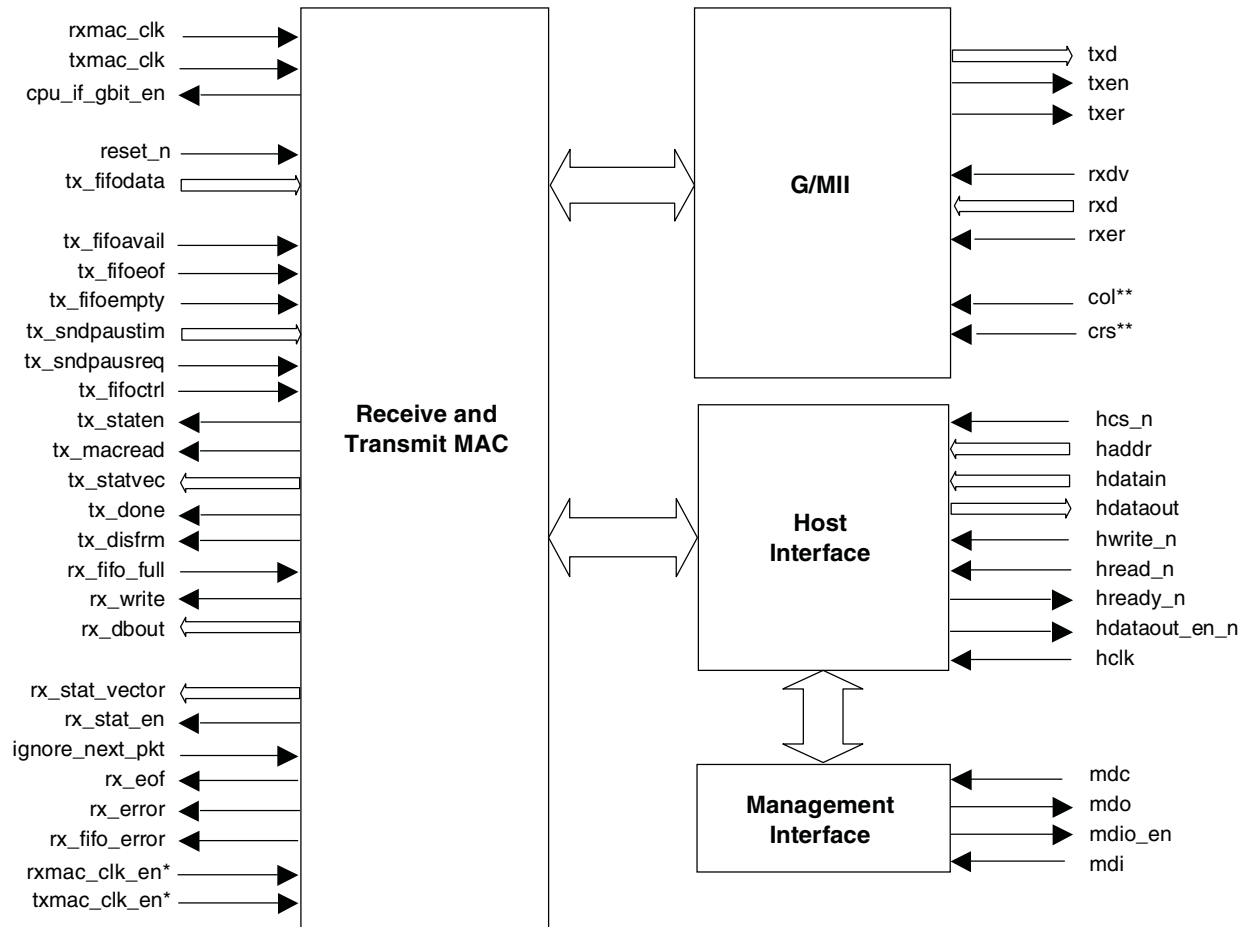 rxmac_clk
txmac_clk
cpu_if_gbit_en
reset_n
tx_fifodata
tx_fifoavail
tx_fifoeof
tx_fifoempty
tx_sndpaustim
tx_sndpausreq
tx_fifoctrl
tx_staten
tx_macread
tx_statvec
tx_done
tx_disfrm
rx_fifo_full
rx_write
rx_dbout
rx_stat_vector
rx_stat_en
ignore_next_pkt
rx_eof
rx_error
rx_fifo_error
rxmac_clk_en*
txmac_clk_en*
Receive and
Transmit MAC
G/MII
txd
txen
txer
rxdv
rxd
rxer
col**
crs**
Host
Interface
hcs_n
haddr
hdatain
hdataout
hwrite_n
hread_n
hready_n
hdataout_en_n
hclk
Management
Interface
mdc
mdo
mdio_en
mdi